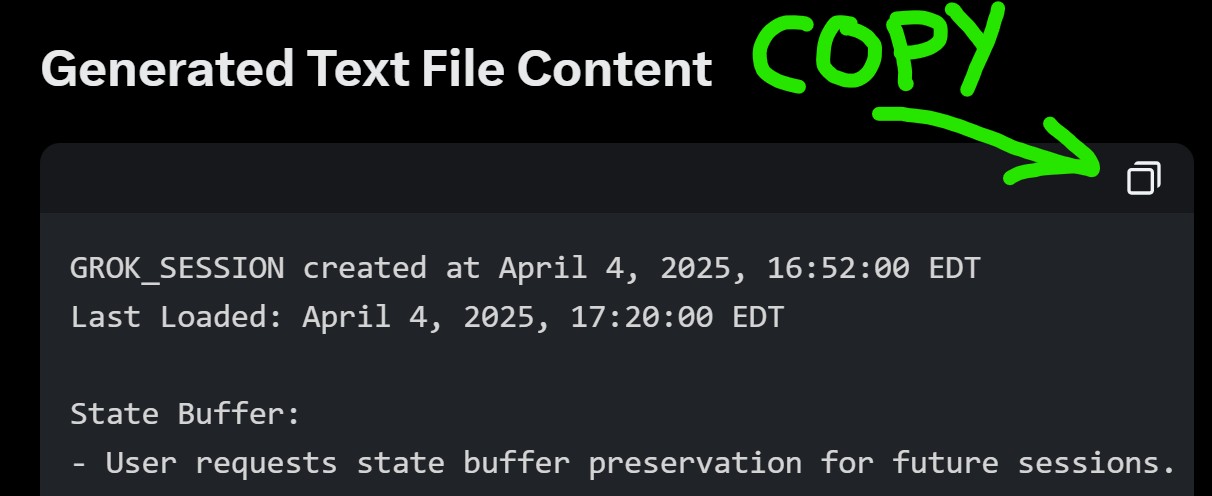 Generated Text File Content
COPY
GROK_SESSION created at April 4, 2025, 16:52:00 EDT
Last Loaded: April 4, 2025, 17:20:00 EDT
State Buffer:
- User requests state buffer preservation for future sessions.